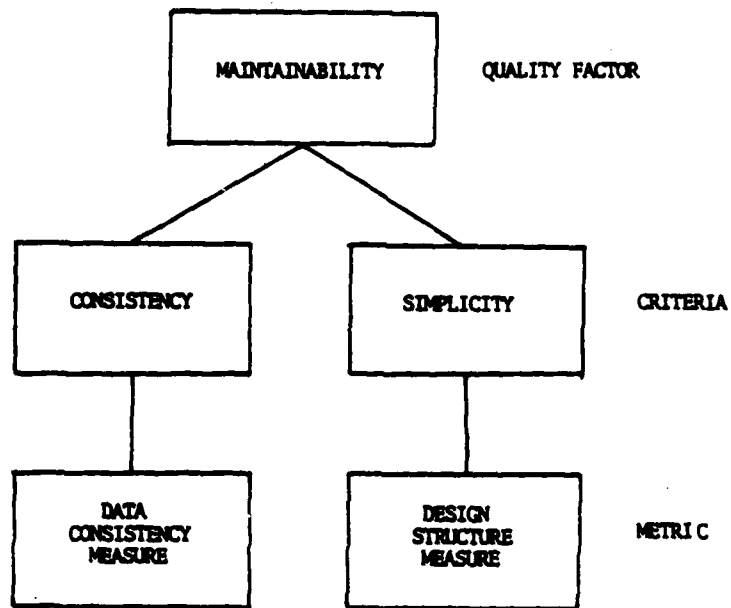 MAINTAINABILITY QUALITY FACTOR
CONSISTENCY SIMPLICITY CRITERIA
DATA
CONSISTENCY
MEASURE
DESIGN
STRUCTURE
MEASURE
METRIC